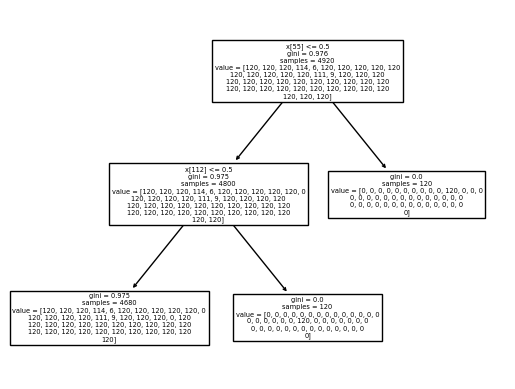 x[55] <= 0.5
gini = 0.976
samples = 4920
value = [120, 120, 120, 114, 6, 120, 120, 120, 120, 120
120, 120, 120, 120, 120, 111, 9, 120, 120, 120
120, 120, 120, 120, 120, 120, 120, 120, 120, 120
120, 120, 120, 120, 120, 120, 120, 120, 120, 120
120, 120, 120]
x[112] <= 0.5
gini = 0.975
samples = 4800
value = [120, 120, 120, 114, 6, 120, 120, 120, 120, 120, 0
120, 120, 120, 120, 111, 9, 120, 120, 120, 120
120, 120, 120, 120, 120, 120, 120, 120, 120, 120
120, 120, 120, 120, 120, 120, 120, 120, 120, 120
120, 120]
gini = 0.0
samples = 120
value = [0, 0, 0, 0, 0, 0, 0, 0, 0, 0, 120, 0, 0, 0
0, 0, 0, 0, 0, 0, 0, 0, 0, 0, 0, 0, 0, 0
0, 0, 0, 0, 0, 0, 0, 0, 0, 0, 0, 0, 0, 0
0]
gini = 0.975
samples = 4680
value = [120, 120, 120, 114, 6, 120, 120, 120, 120, 120, 0
120, 120, 120, 120, 111, 9, 120, 120, 120, 0, 120
120, 120, 120, 120, 120, 120, 120, 120, 120, 120
120, 120, 120, 120, 120, 120, 120, 120, 120, 120
120]
gini = 0.0
samples = 120
value = [0, 0, 0, 0, 0, 0, 0, 0, 0, 0, 0, 0, 0, 0
0, 0, 0, 0, 0, 0, 120, 0, 0, 0, 0, 0, 0, 0
0, 0, 0, 0, 0, 0, 0, 0, 0, 0, 0, 0, 0, 0
0]